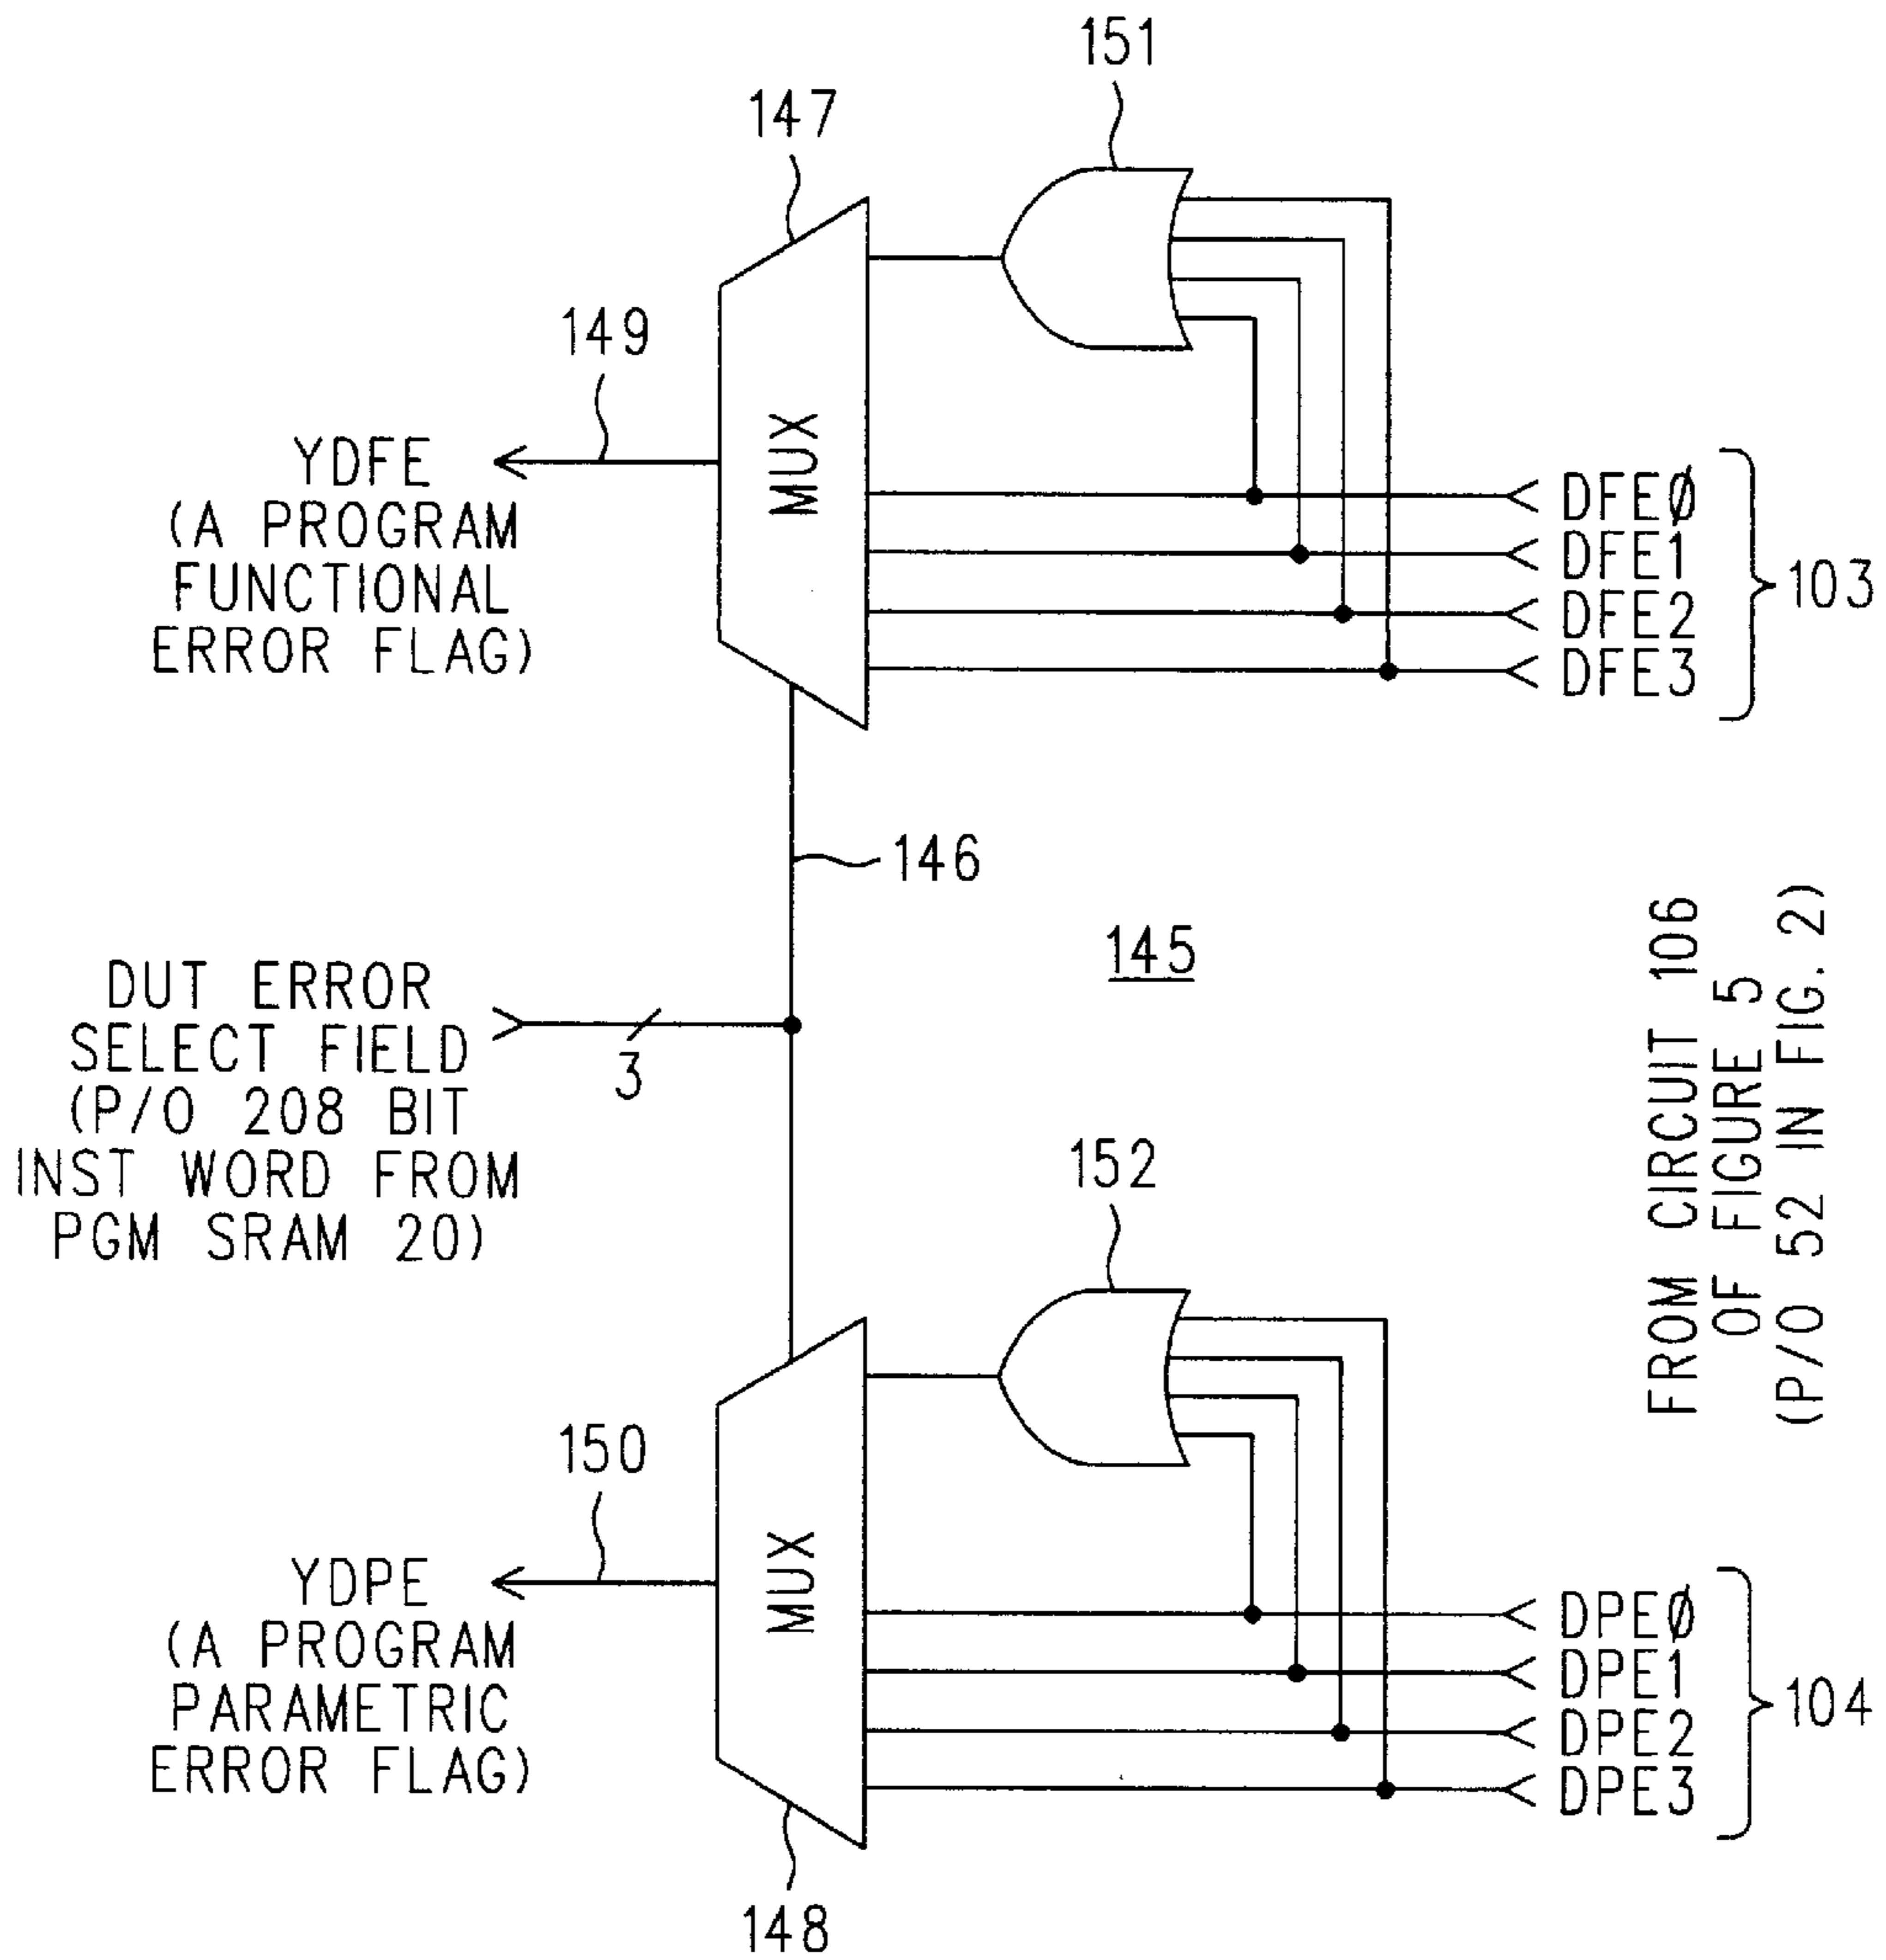 151
147
149
MUX
YDFE
(A PROGRAM
FUNCTIONAL
ERROR FLAG)
DFEØ
DFE1
DFE2
DFE3
103
146
145
DUT ERROR
SELECT FIELD
(P/O 208 BIT
INST WORD FROM
PGM SRAM 20)
3
FROM CIRCUIT 106
OF FIGURE 5
(P/O 52 IN FIG. 2)
152
150
MUX
YDPE
(A PROGRAM
PARAMETRIC
ERROR FLAG)
DPEØ
DPE1
DPE2
DPE3
104
148